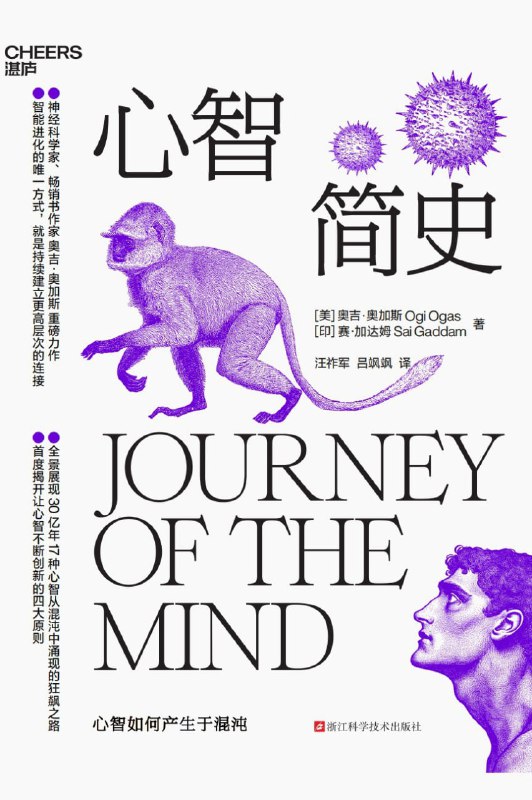 CHEERS
湛庐
心智
简史
神经科学家、畅销书作家奥吉·奥加斯 重磅力作
智能进化的唯一方式，就是持续建立更高层次的连接
[美] 奥吉·奥加斯 Ogi Ogas
[印] 赛·加达姆 Sai Gaddam
著
汪祚军 吕飒飒 译
JOURNEY
OF THE
MIND
全景展现 30 亿年 17 种心智从混沌中涌现的狂飙之路
首度揭开让心智不断创新的四大原则
心智如何产生于混沌
浙江科学技术出版社